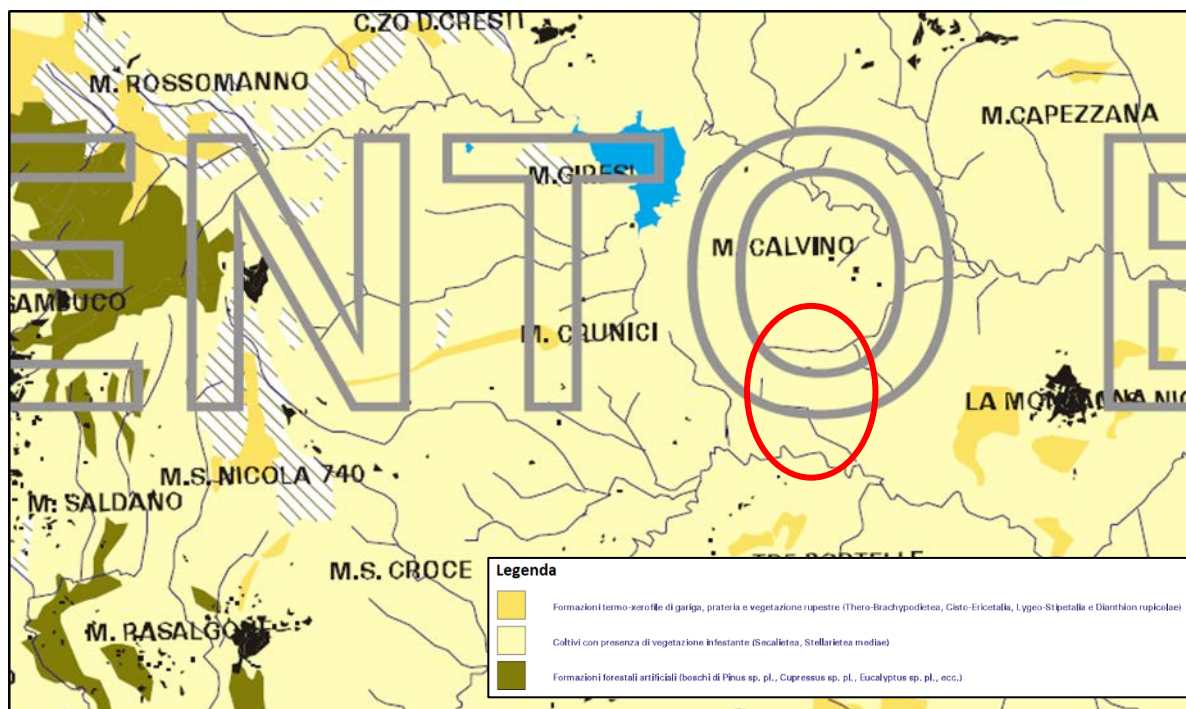 C.ZO D.CRESTI
M. ROSSOMANNO
M.CAPEZZANA
ENTO E
M.GIRESI
M. CALVINO
SAMBUCO
M. CRUNICI
LA MONTAGNA NIC
M.S. NICOLA 740
M. SALDANO
M.S. CROCE
M. RASALGONE
Legenda
Formazioni termo-xerofile di gariga, prateria e vegetazione rupestre (Thero-Brachypodietea, Cisto-Ericetalia, Lygeo-Stipetalia e Dianthion rupicolae)
Coltivi con presenza di vegetazione infestante (Secalietea, Stellarietea mediae)
Formazioni forestali artificiali (boschi di Pinus sp. pl., Cupressus sp. pl., Eucalyptus sp. pl., ecc.)